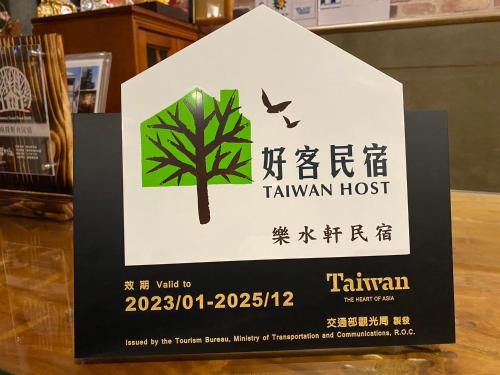 好客民宿
TAIWAN HOST
樂水軒民宿
效期 Valid to
2023/01-2025/12
Taiwan
THE HEART OF ASIA
交通部觀光局 製發
Issued by the Tourism Bureau, Ministry of Transportation and Communications, R.O.C.